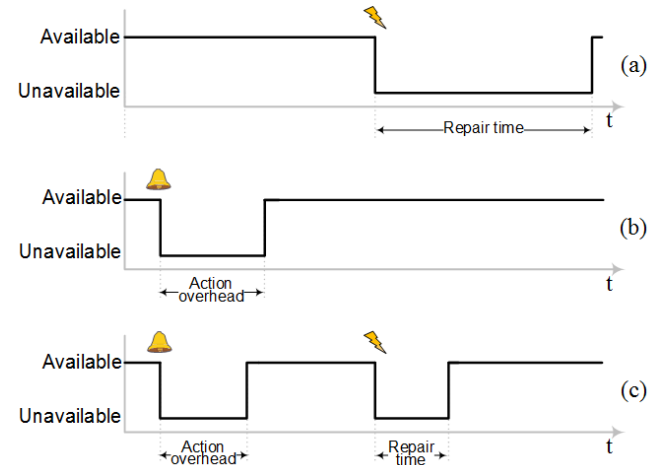 Available
(a)
Unavailable
Repair time
t
Available
(b)
Unavailable
Action
overhead
t
Available
(c)
Unavailable
Action
overhead
Repair
time
t